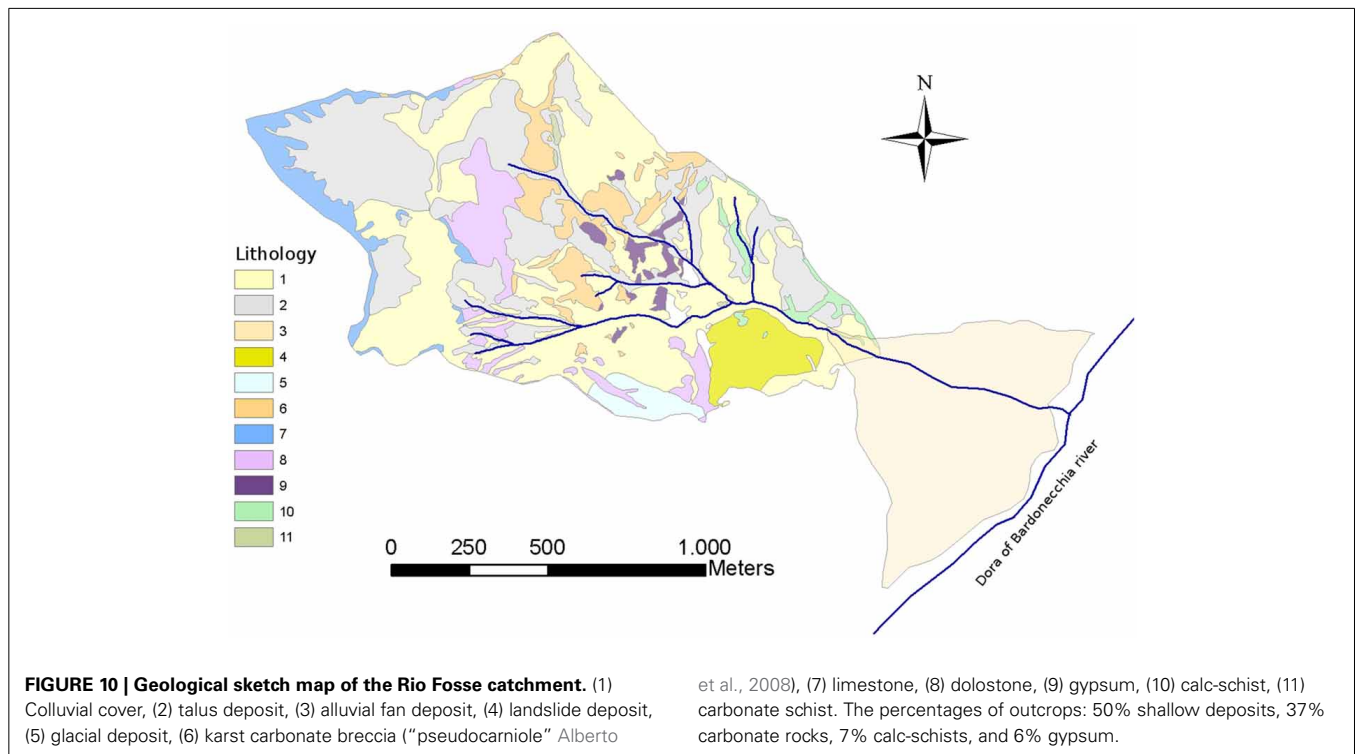 N
Lithology
1
2
3
4
5
6
7
8
9
10
11
0 250 500 1.000
Meters
Dora of Bardonecchia river
FIGURE 10 | Geological sketch map of the Rio Fosse catchment. (1)
Colluvial cover, (2) talus deposit, (3) alluvial fan deposit, (4) landslide deposit,
(5) glacial deposit, (6) karst carbonate breccia (“pseudocarniole” Alberto
et al., 2008), (7) limestone, (8) dolostone, (9) gypsum, (10) calc-schist, (11)
carbonate schist. The percentages of outcrops: 50% shallow deposits, 37%
carbonate rocks, 7% calc-schists, and 6% gypsum.